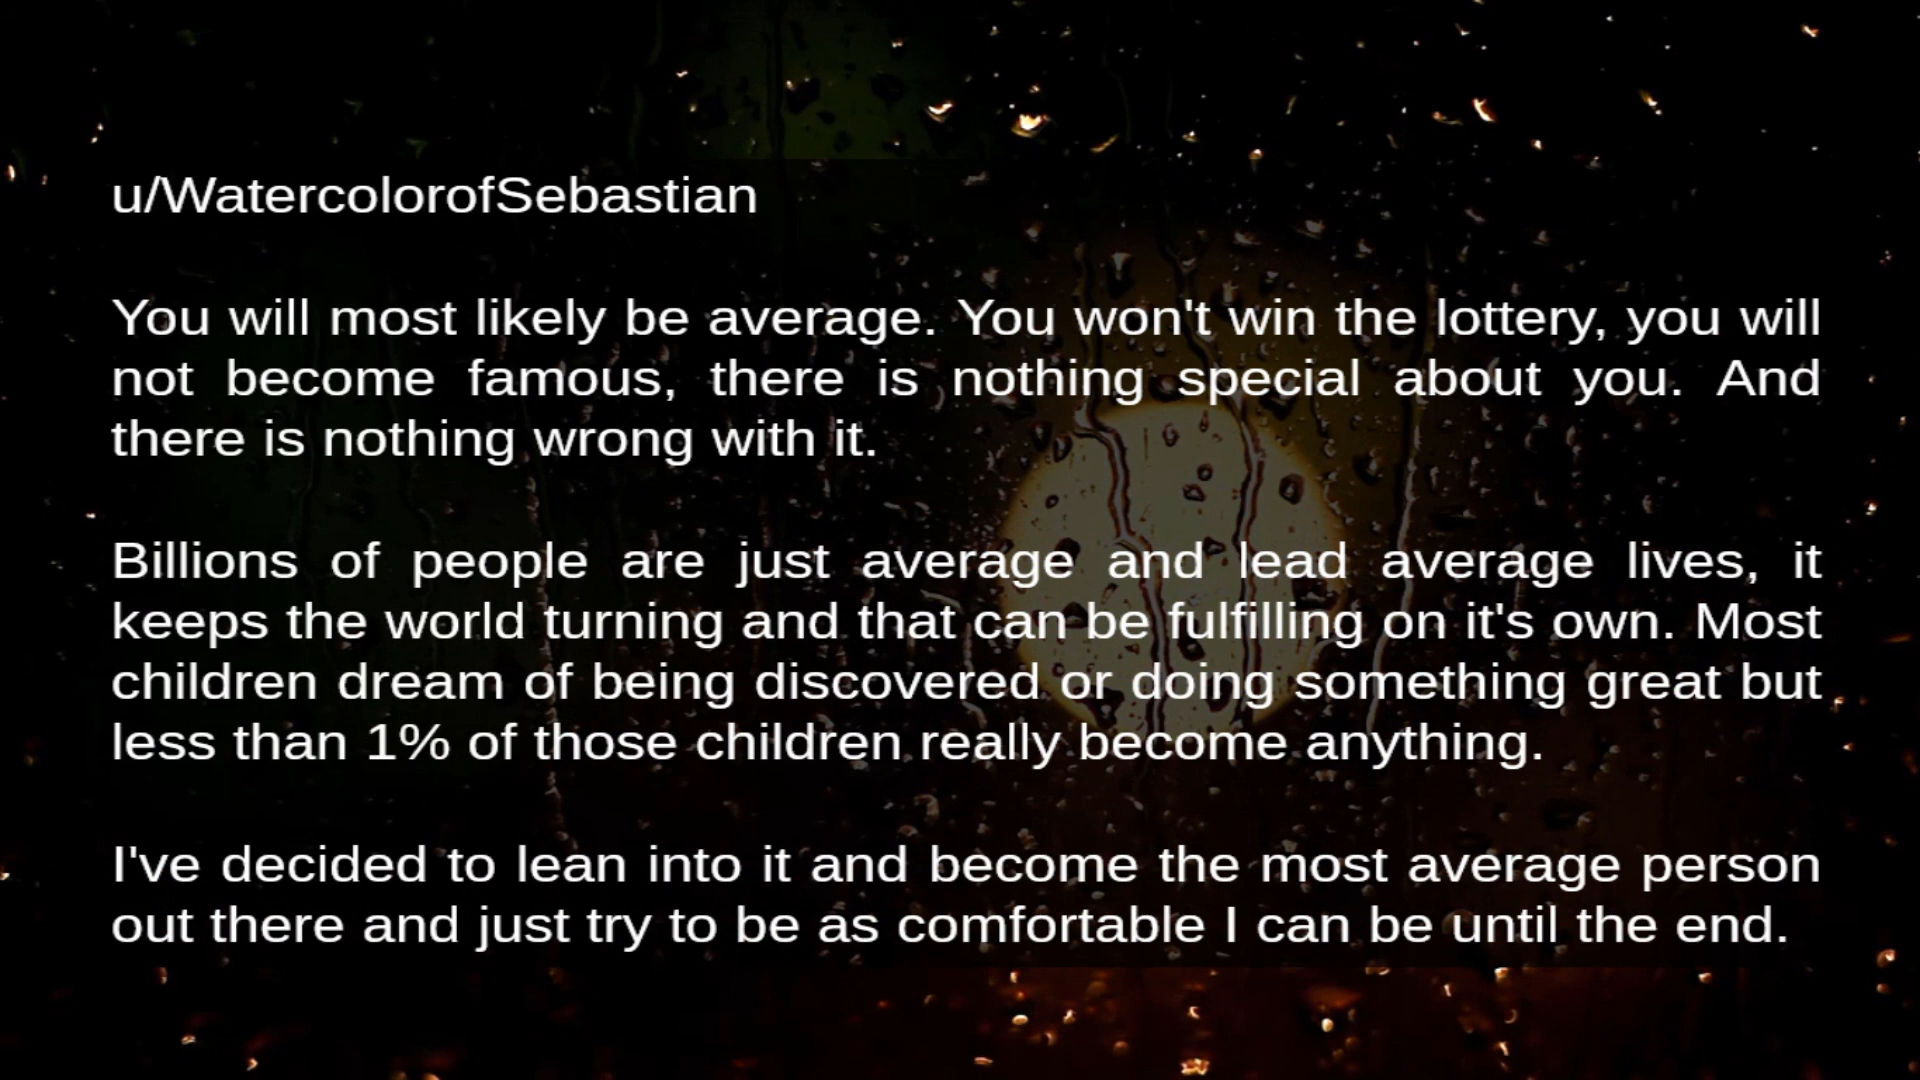 u/WatercolorofSebastian
You will most likely be average. You won't win the lottery, you will
not become famous, there is nothing special about you. And
there is nothing wrong with it.
Billions of people are just average and lead average lives, it
keeps the world turning and that can be fulfilling on it's own. Most
children dream of being discovered or doing something great but
less than 1% of those children really become anything.
I've decided to lean into it and become the most average person
out there and just try to be as comfortable I can be until the end.